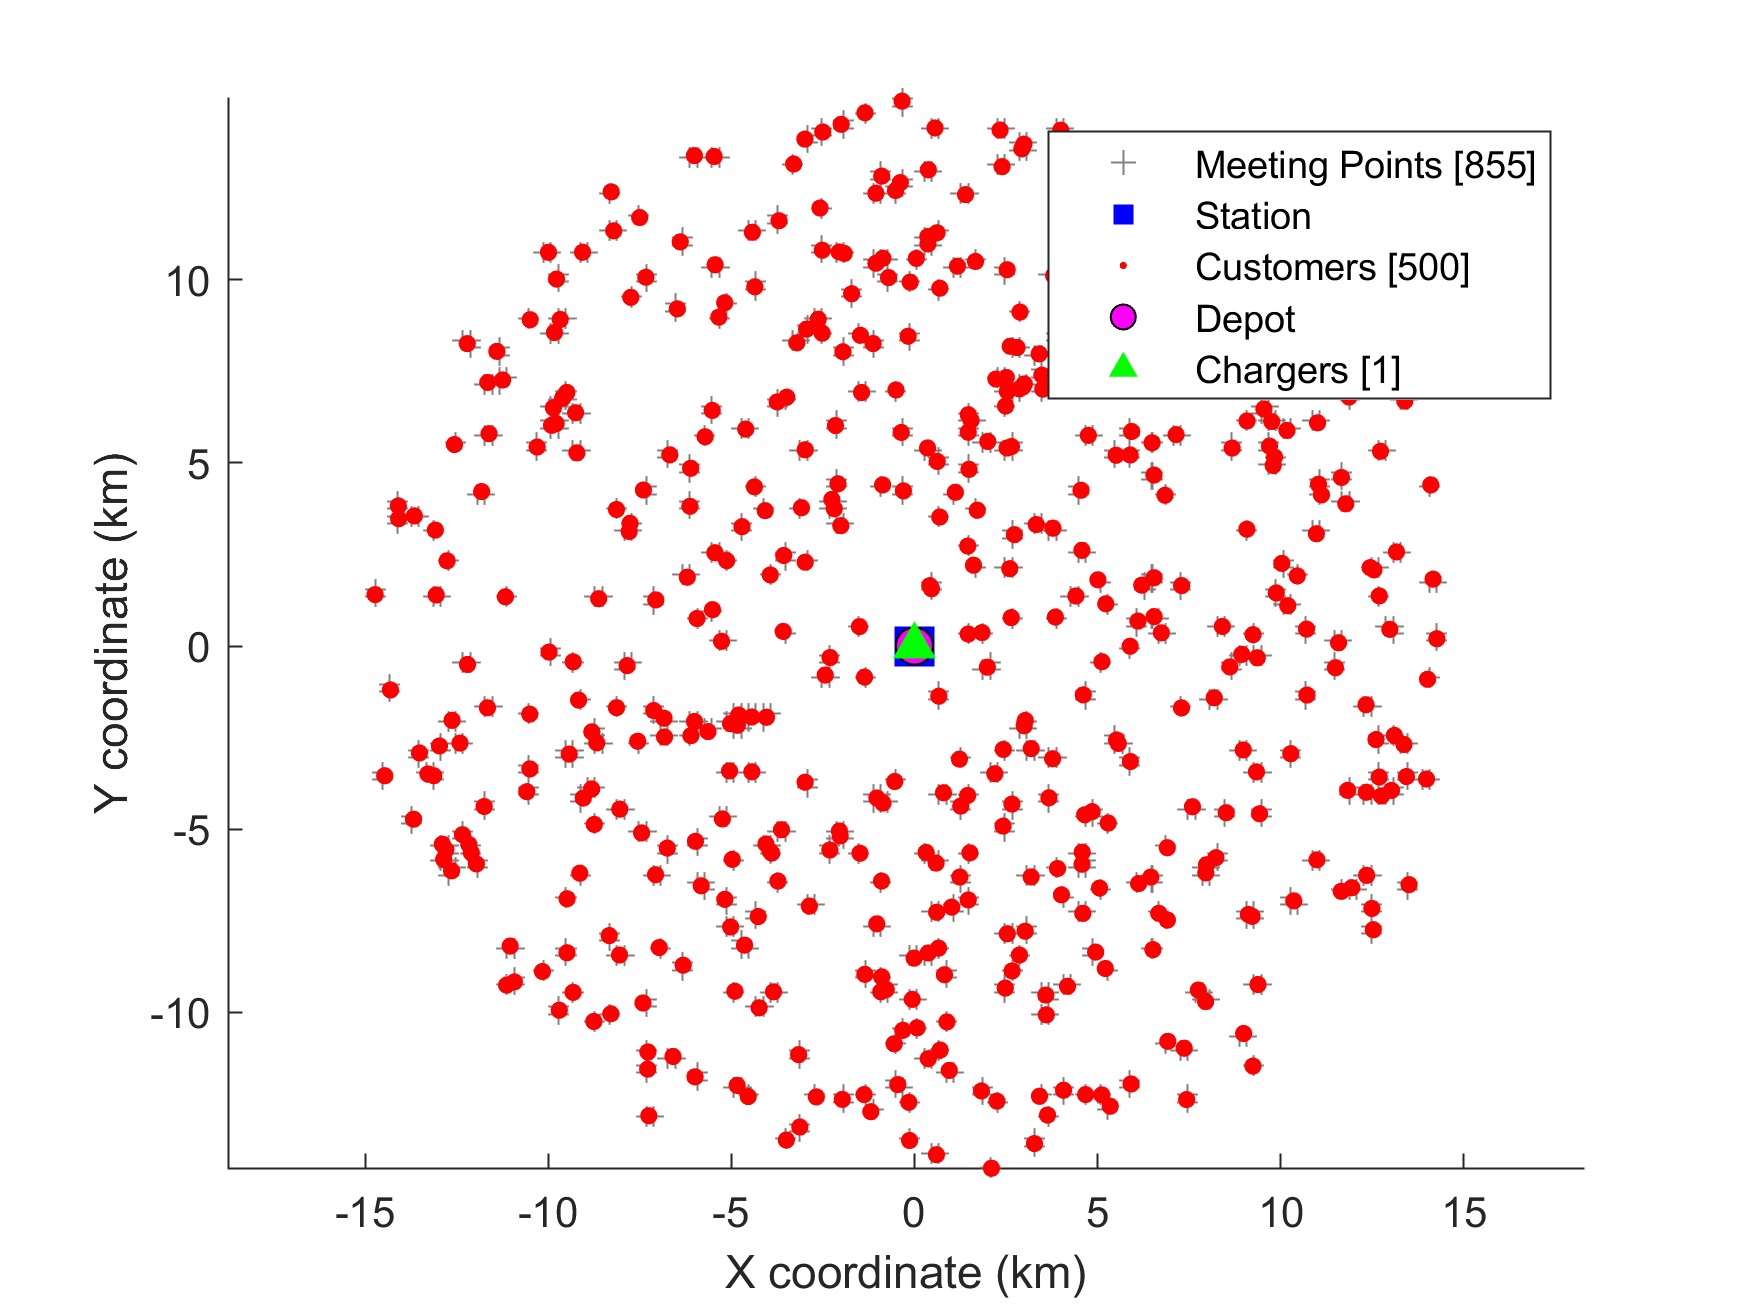 Meeting Points [855]
Station
Customers [500]
Depot
Chargers [1]
10
5
0
-5
-10
Y coordinate (km)
-15 -10 -5 0 5 10 15
X coordinate (km)